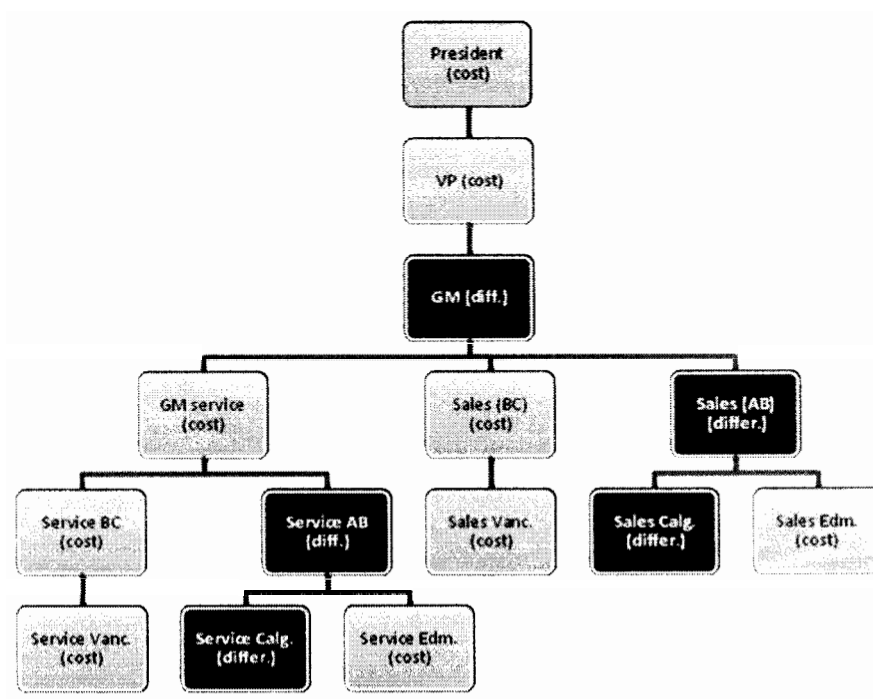 President
(cost)
VP (cost)
GM (diff.)
GM service
(cost)
Sales (BC)
(cost)
Sales (AB)
(differ.)
Service BC
(cost)
Service AB
(diff.)
Sales Vanc.
(cost)
Sales Calg.
(differ.)
Sales Edm.
(cost)
Service Vanc.
(cost)
Service Calg.
(differ.)
Service Edm.
(cost)